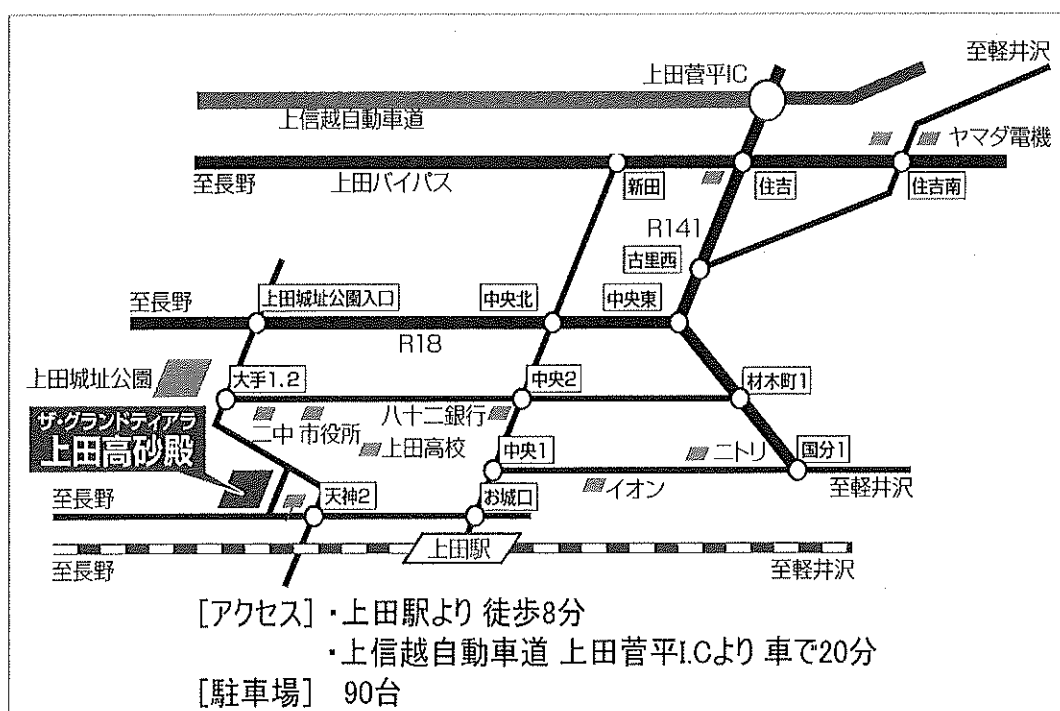 至軽井沢
上田菅平IC
上信越自動車道
ヤマダ電機
至長野
上田バイパス
新田
住吉
住吉南
R141
古里西
至長野
上田城址公園入口
中央北
中央東
R18
上田城址公園
大手1.2
中央2
材木町1
ザ・グランドティアラ
上田高砂殿
二中
市役所
八十二銀行
上田高校
中央1
ニトリ
国分1
至長野
天神2
お城口
イオン
至軽井沢
上田駅
至長野
至軽井沢
[アクセス]・上田駅より 徒歩8分
・上信越自動車道 上田菅平I.Cより 車で20分
[駐車場] 90台